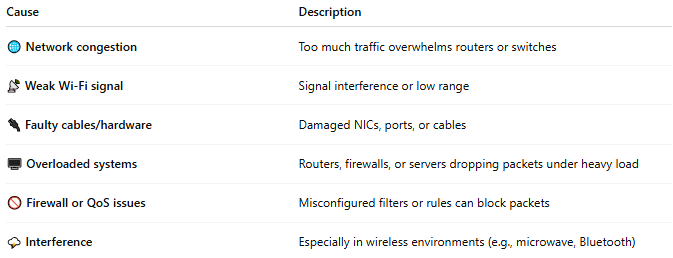 Cause Description
🌐 Network congestion Too much traffic overwhelms routers or switches
📡 Weak Wi-Fi signal Signal interference or low range
🔌 Faulty cables/hardware Damaged NICs, ports, or cables
🖥️ Overloaded systems Routers, firewalls, or servers dropping packets under heavy load
🚫 Firewall or QoS issues Misconfigured filters or rules can block packets
🌩️ Interference Especially in wireless environments (e.g., microwave, Bluetooth)